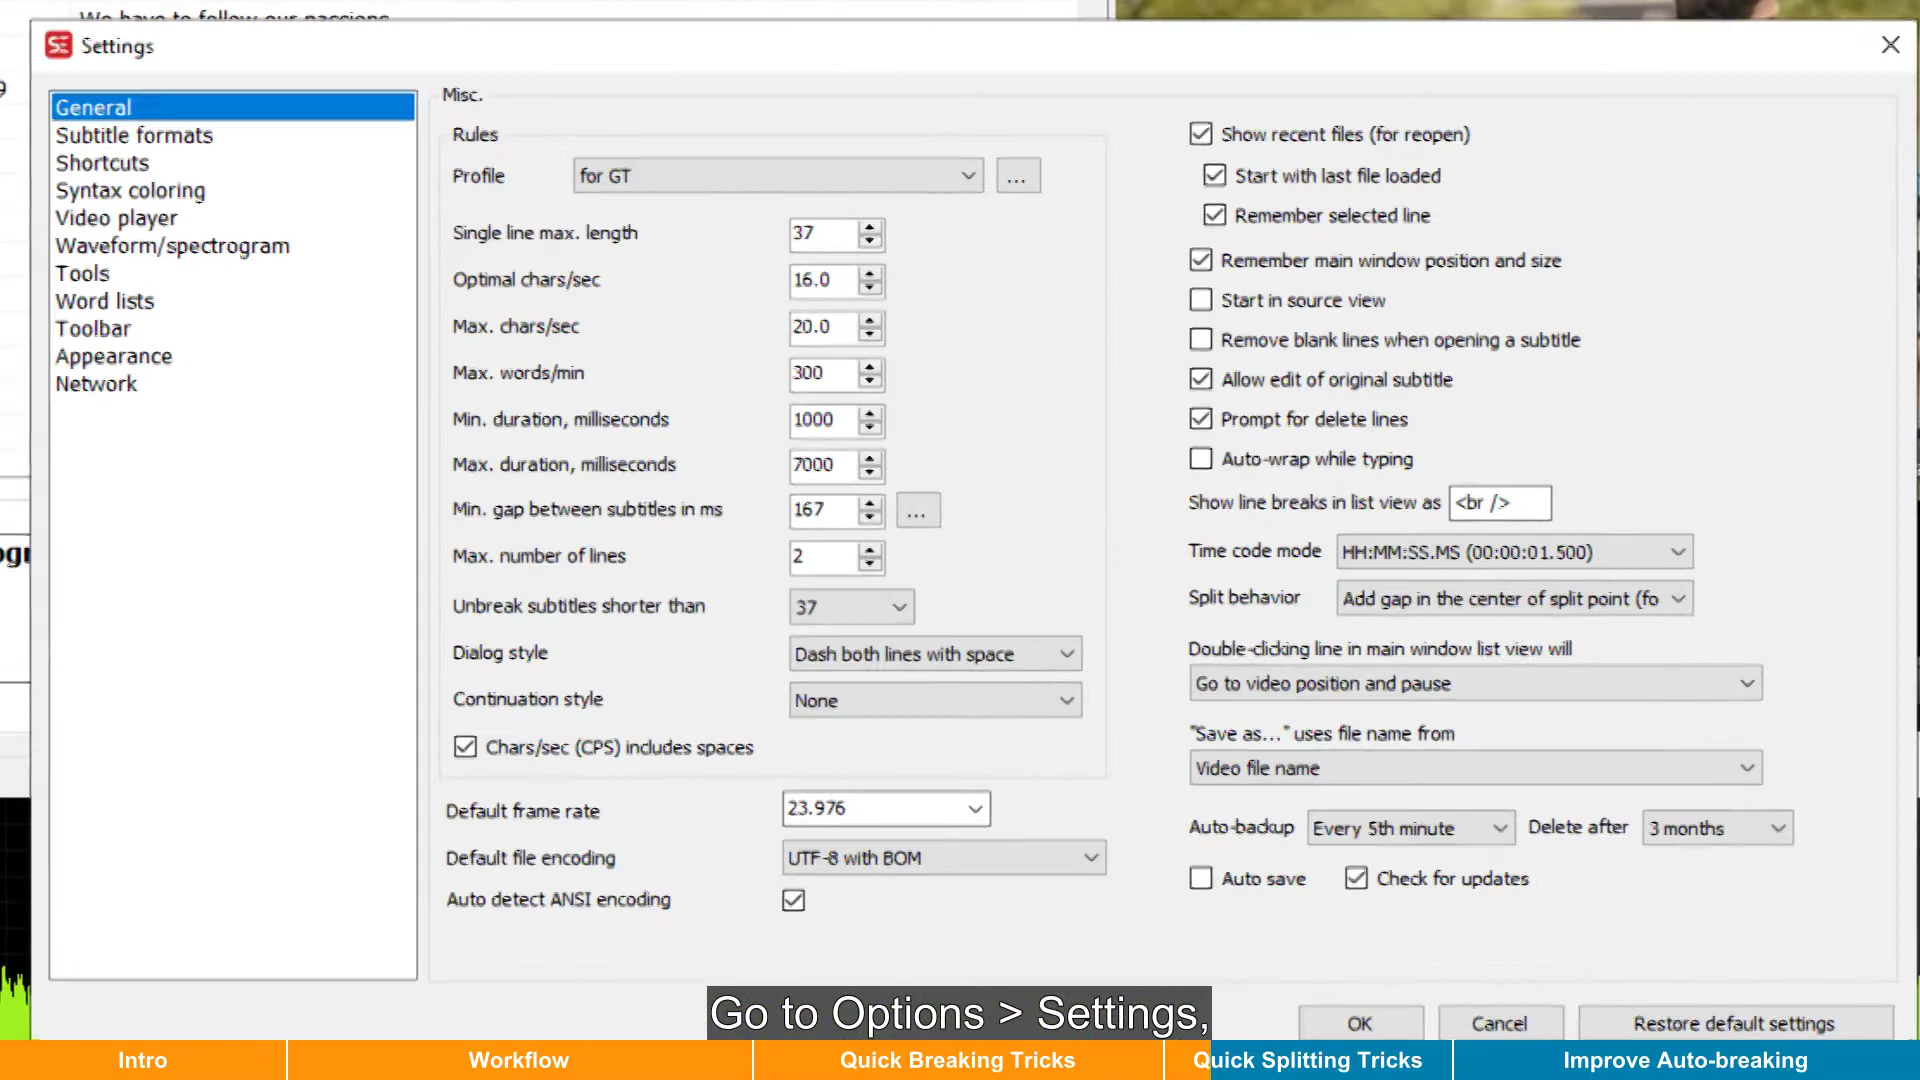 We have to follow our passions
SE Settings
General
Subtitle formats
Shortcuts
Syntax coloring
Video player
Waveform/spectrogram
Tools
Word lists
Toolbar
Appearance
Network
Misc.
Rules
Profile for GT ...
Single line max. length 37
Optimal chars/sec 16.0
Max. chars/sec 20.0
Max. words/min 300
Min. duration, milliseconds 1000
Max. duration, milliseconds 7000
Min. gap between subtitles in ms 167 ...
Max. number of lines 2
Unbreak subtitles shorter than 37
Dialog style Dash both lines with space
Continuation style None
Chars/sec (CPS) includes spaces
Default frame rate 23.976
Default file encoding UTF-8 with BOM
Auto detect ANSI encoding
Show recent files (for reopen)
Start with last file loaded
Remember selected line
Remember main window position and size
Start in source view
Remove blank lines when opening a subtitle
Allow edit of original subtitle
Prompt for delete lines
Auto-wrap while typing
Show line breaks in list view as <br />
Time code mode HH:MM:SS.MS (00:00:01.500)
Split behavior Add gap in the center of split point (fo
Double-clicking line in main window list view will
Go to video position and pause
"Save as..." uses file name from
Video file name
Auto-backup Every 5th minute Delete after 3 months
Auto save Check for updates
Go to Options > Settings,
OK Cancel Restore default settings
Intro Workflow Quick Breaking Tricks Quick Splitting Tricks Improve Auto-breaking